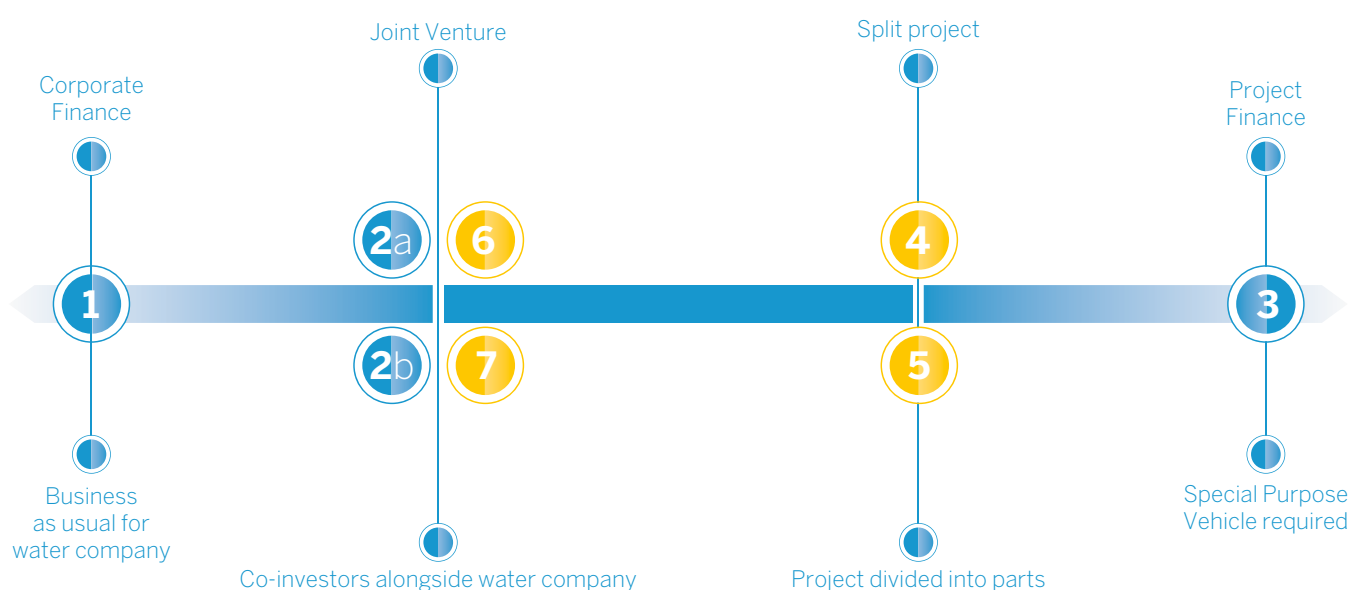 Joint Venture
Split project
Corporate
Finance
Project
Finance
2a
6
4
1
3
2b
7
5
Business
as usual for
water company
Special Purpose
Vehicle required
Co-investors alongside water company
Project divided into parts